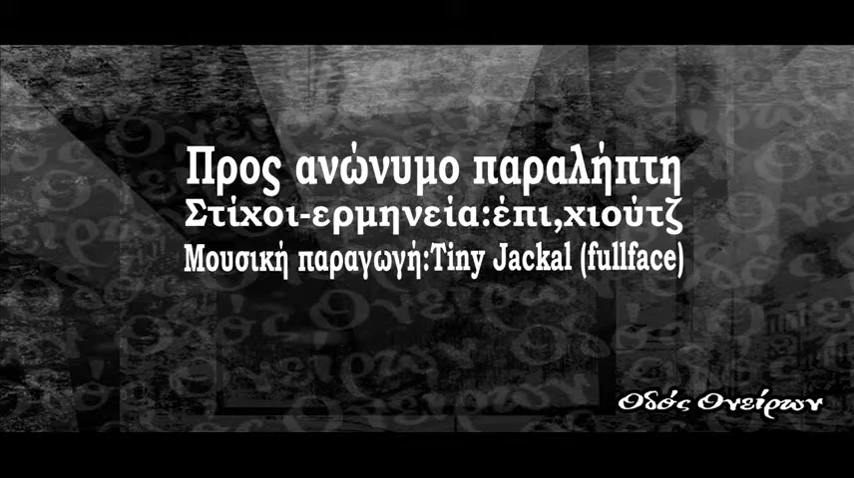 Προς ανώνυμο παραλήπτη
Στίχοι-ερμηνεία:έπι,χιούτζ
Μουσική παραγωγή:Tiny Jackal (fullface)
Οδός Ονείρων